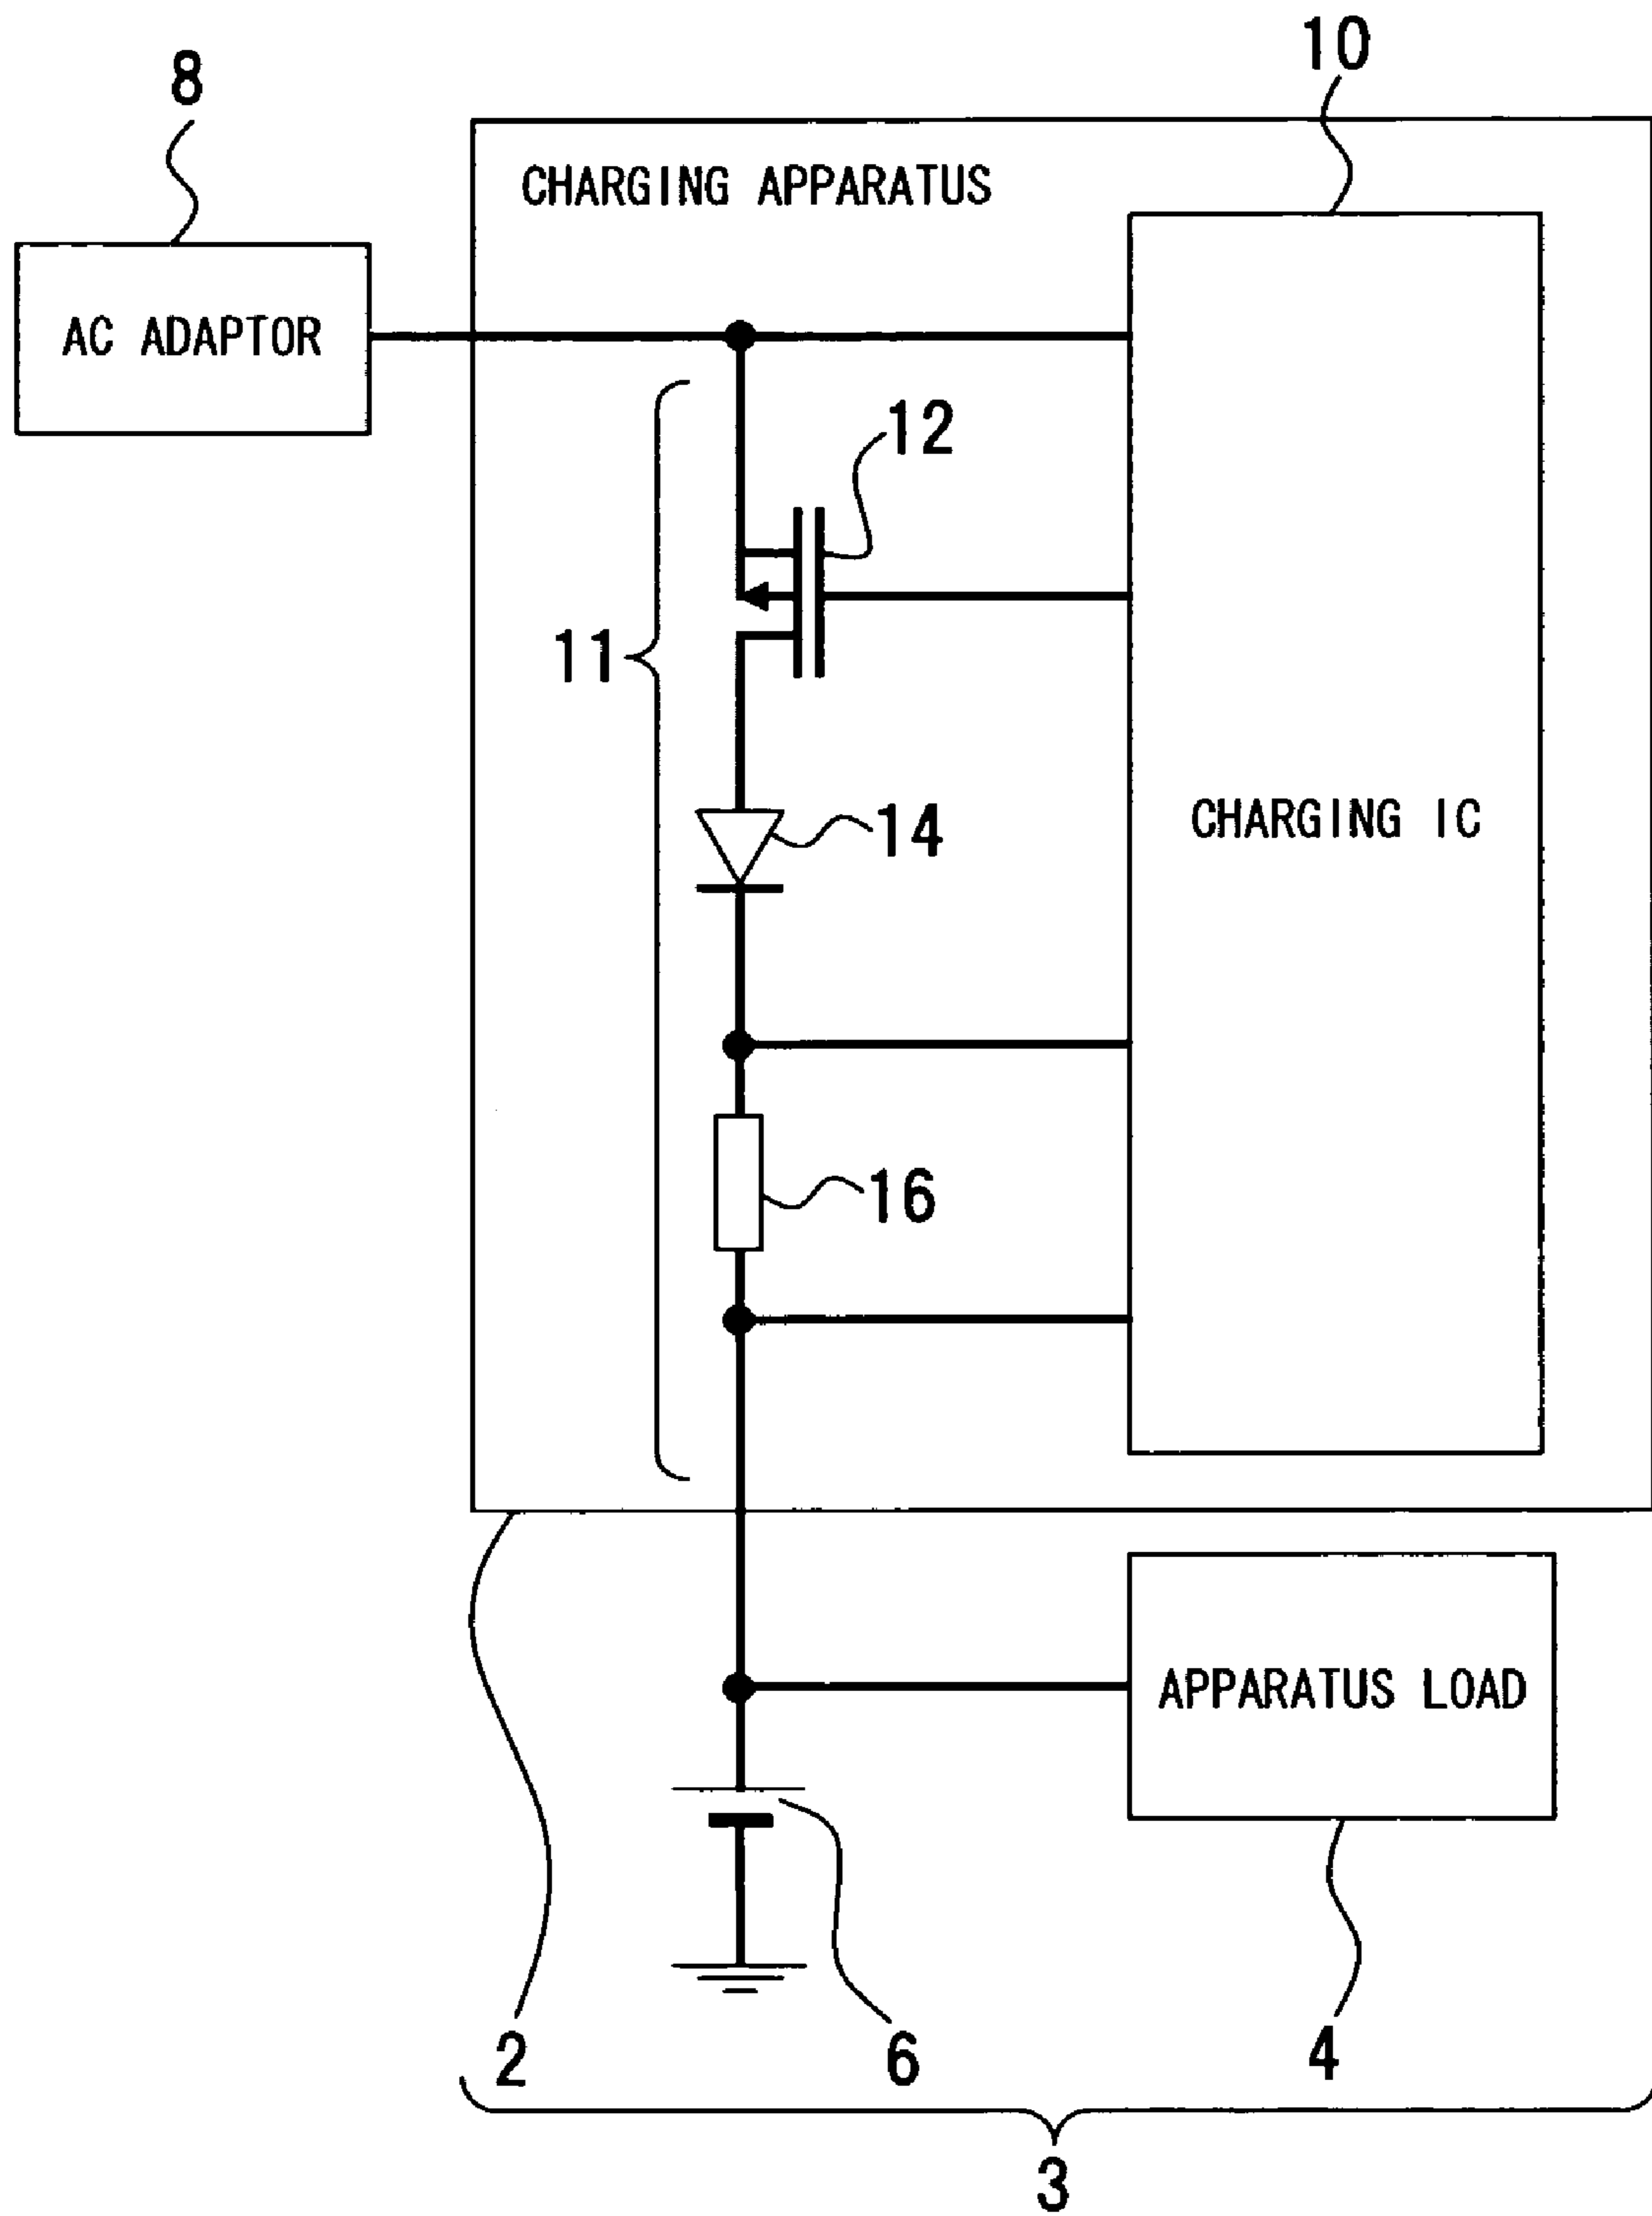 10
8
CHARGING APPARATUS
AC ADAPTOR
12
11
14
CHARGING IC
16
APPARATUS LOAD
2
6
4
3